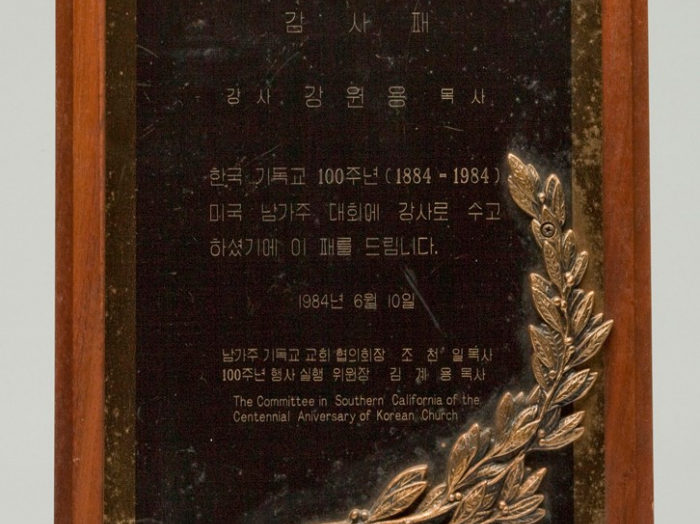 감 사 패
강 사 강 원 용 목 사
한국 기독교 100주년 (1884 - 1984)
미국 남가주 대회에 강사로 수고
하셨기에 이 패를 드립니다.
1984년 6월 10일
남가주 기독교 교회 협의회장 조 천 일 목사
100주년 행사 실행 위원장 김 계 용 목사
The Committee in Southern California of the
Centennial Aniversary of Korean Church